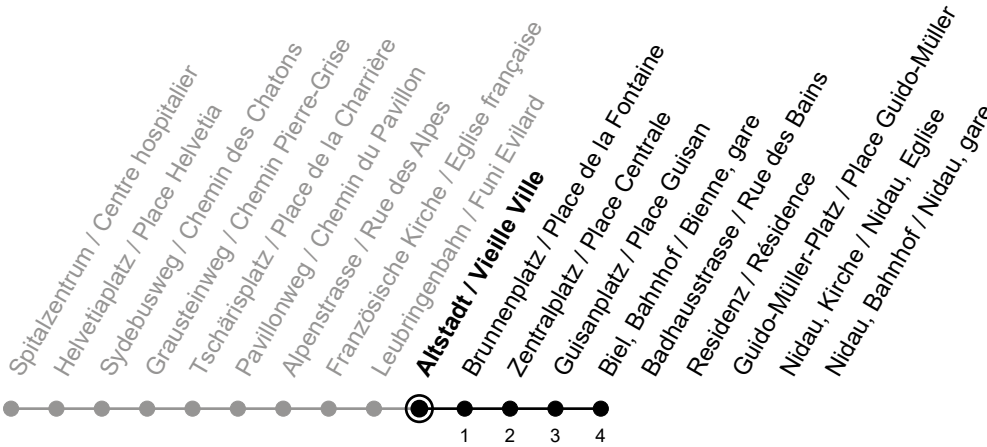 Spitalzentrum / Centre hospitalier
Helvetiaplatz / Place Helvetia
Sydebusweg / Chemin des Chatons
Grausteinweg / Chemin Pierre-Grise
Tschärisplatz / Place de la Charrière
Pavillonweg / Chemin du Pavillon
Alpenstrasse / Rue des Alpes
Französische Kirche / Eglise française
Leubringenbahn / Funi Evilard
Altstadt / Vieille Ville
Brunnenplatz / Place de la Fontaine
Zentralplatz / Place Centrale
Guisanplatz / Place Guisan
Biel, Bahnhof / Bienne, gare
Badhausstrasse / Rue des Bains
Residenz / Résidence
Guido-Müller-Platz / Place Guido-Müller
Nidau, Kirche / Nidau, Eglise
Nidau, Bahnhof / Nidau, gare
1 2 3 4